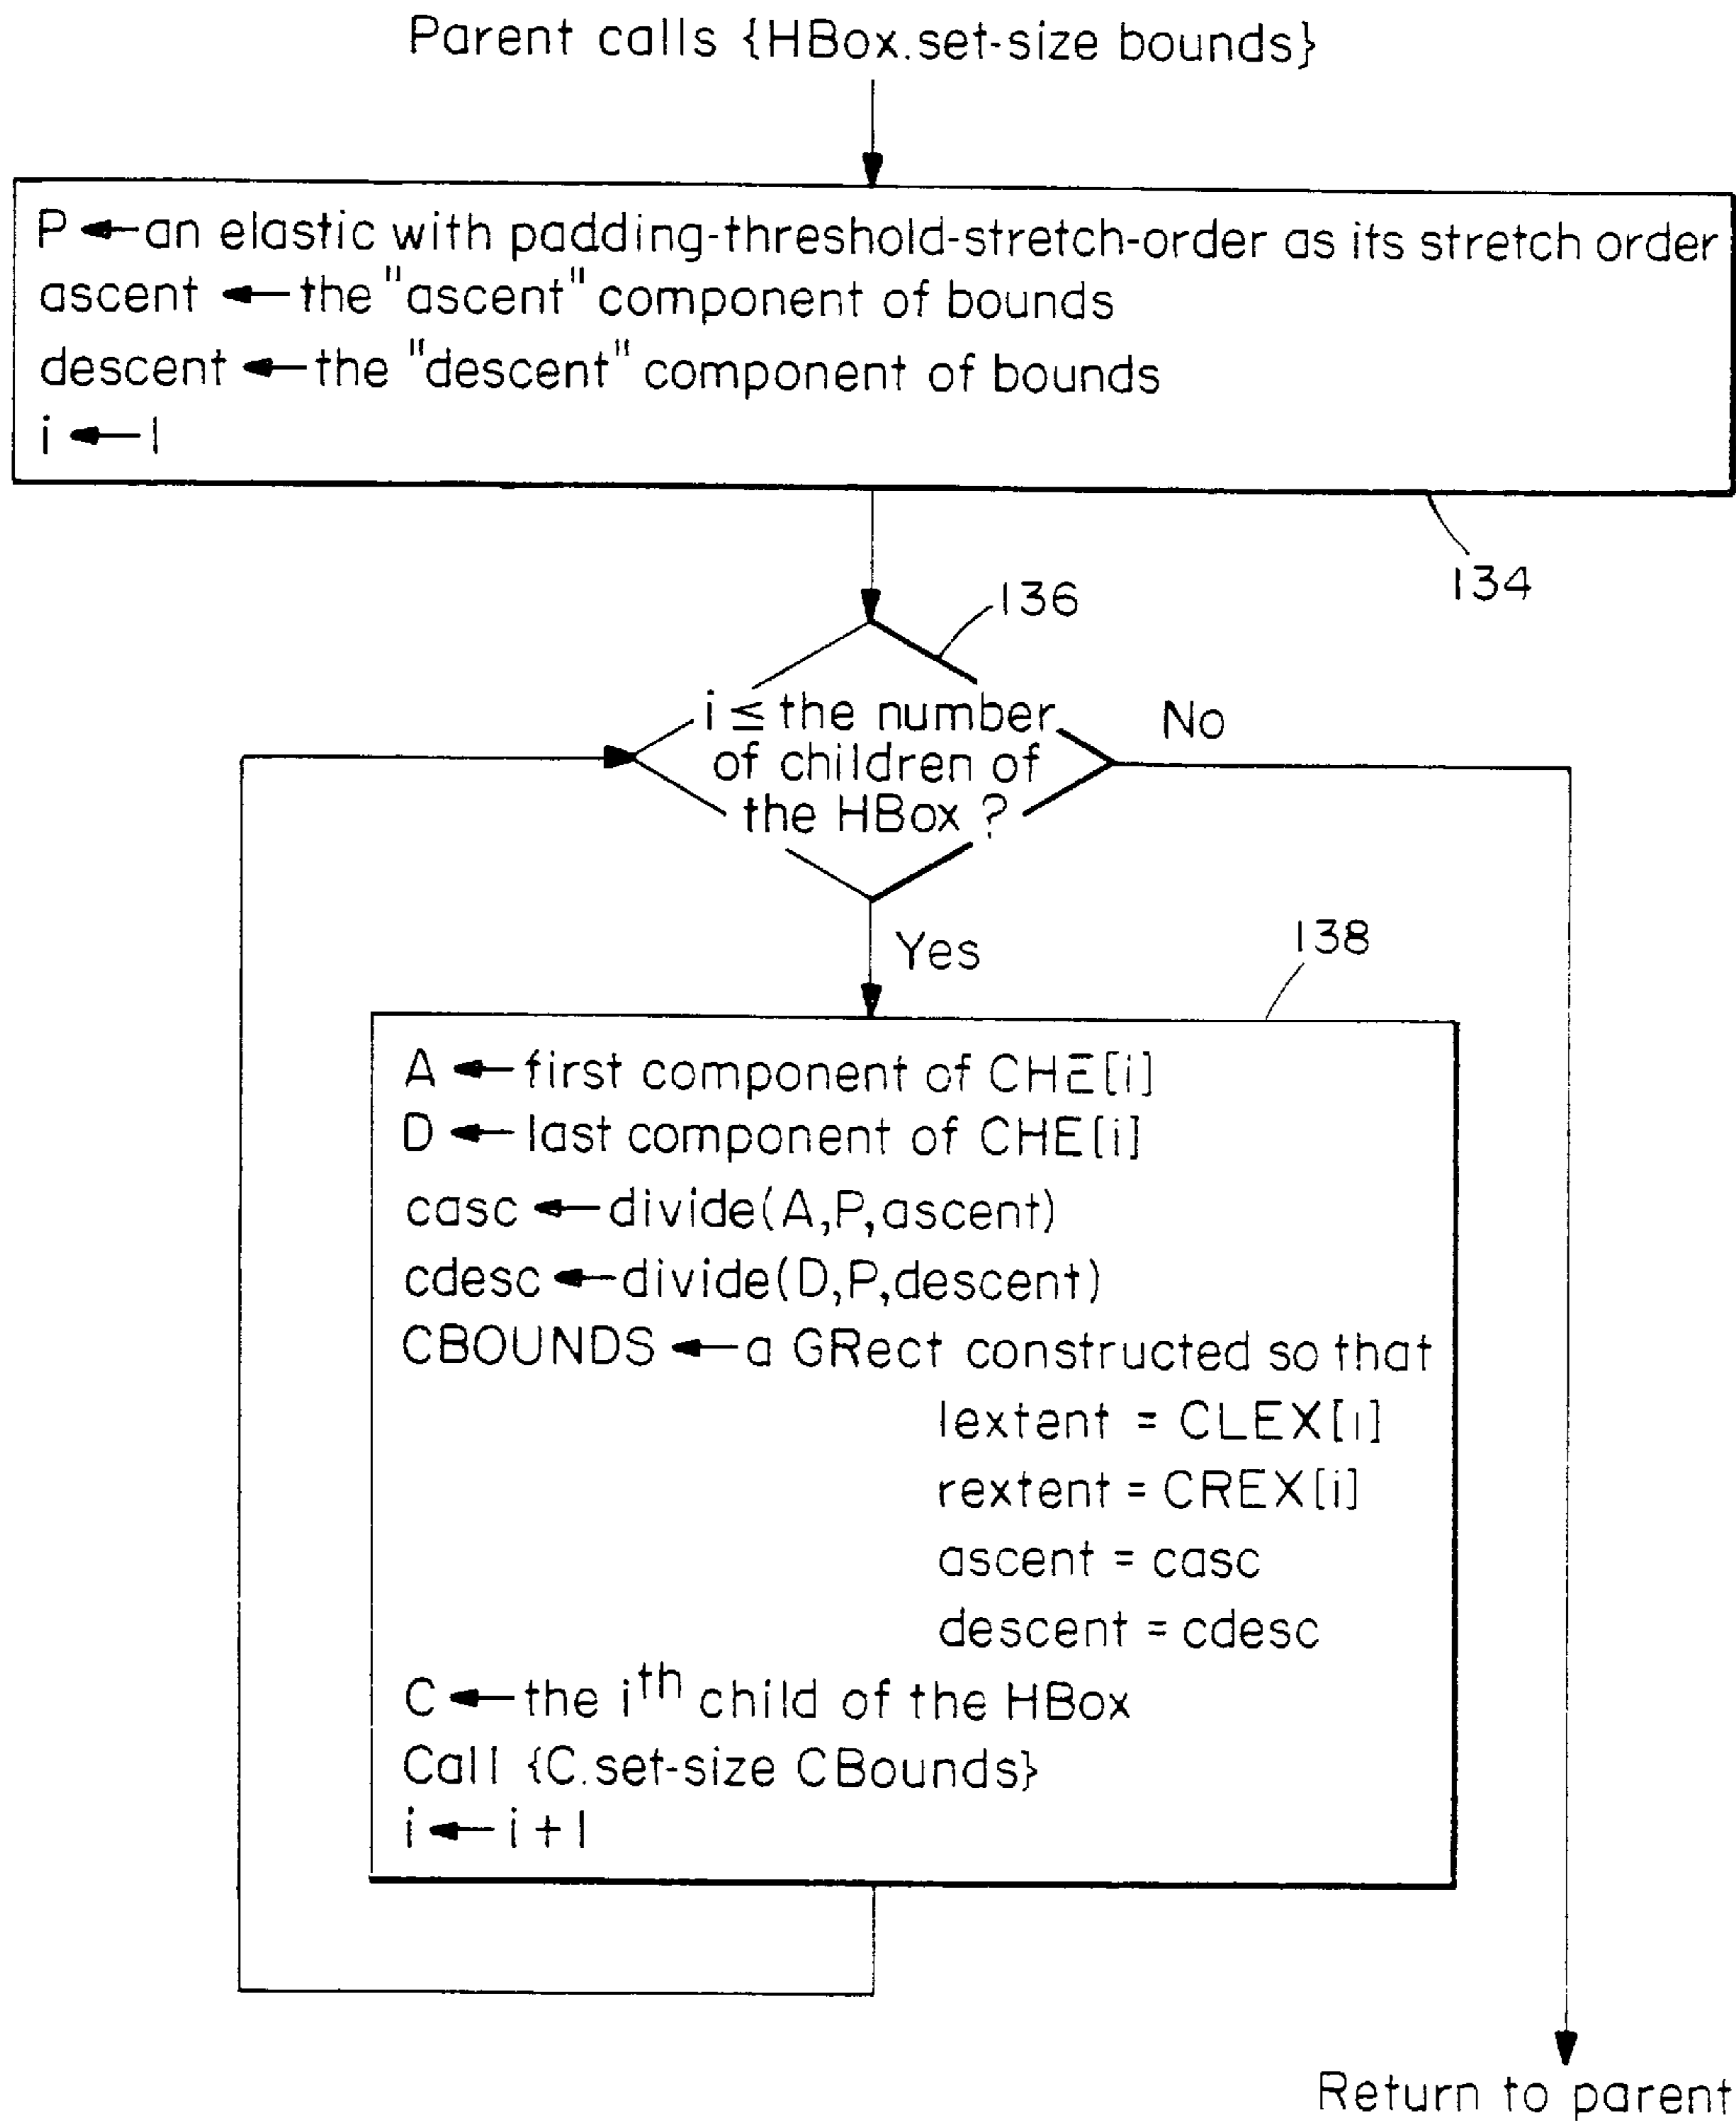 Parent calls {HBox.set-size bounds}
P ← an elastic with padding-threshold-stretch-order as its stretch order
ascent ← the "ascent" component of bounds
descent ← the "descent" component of bounds
i ← 1
134
136
i ≤ the number
of children of
the HBox ?
No
Yes
138
A ← first component of CHE[i]
D ← last component of CHE[i]
casc ← divide(A,P,ascent)
cdesc ← divide(D,P,descent)
CBOUNDS ← a GRect constructed so that
lextent = CLEX[i]
rextent = CREX[i]
ascent = casc
descent = cdesc
C ← the i^th child of the HBox
Call {C.set-size CBounds}
i ← i + 1
Return to parent